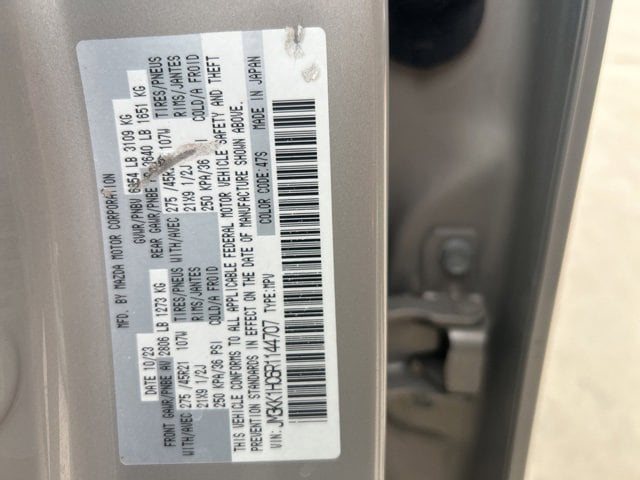 MFD. BY MAZDA MOTOR CORPORATION
DATE 10/23 GVWR/PNBV 6854 LB 3109 KG
FRONT GAWR/PNBE AV 2806 LB 1273 KG REAR GAWR/PNBE 2640 LB 1651 KG
WITH/AVEC 275 /45R21 107W TIRES/PNEUS WITH/AVEC 275 /45R21 107W TIRES/PNEUS
21X9 1/2J RIMS/JANTES 21X9 1/2J RIMS/JANTES
250 KPA/36 PSI COLD/A FROID 250 KPA/36 COLD/A FROID
THIS VEHICLE CONFORMS TO ALL APPLICABLE FEDERAL MOTOR VEHICLE SAFETY AND THEFT
PREVENTION STANDARDS IN EFFECT ON THE DATE OF MANUFACTURE SHOWN ABOVE.
COLOR CODE:47S MADE IN JAPAN
VIN: JM3KK1HD5R1144707 TYPE:MPV